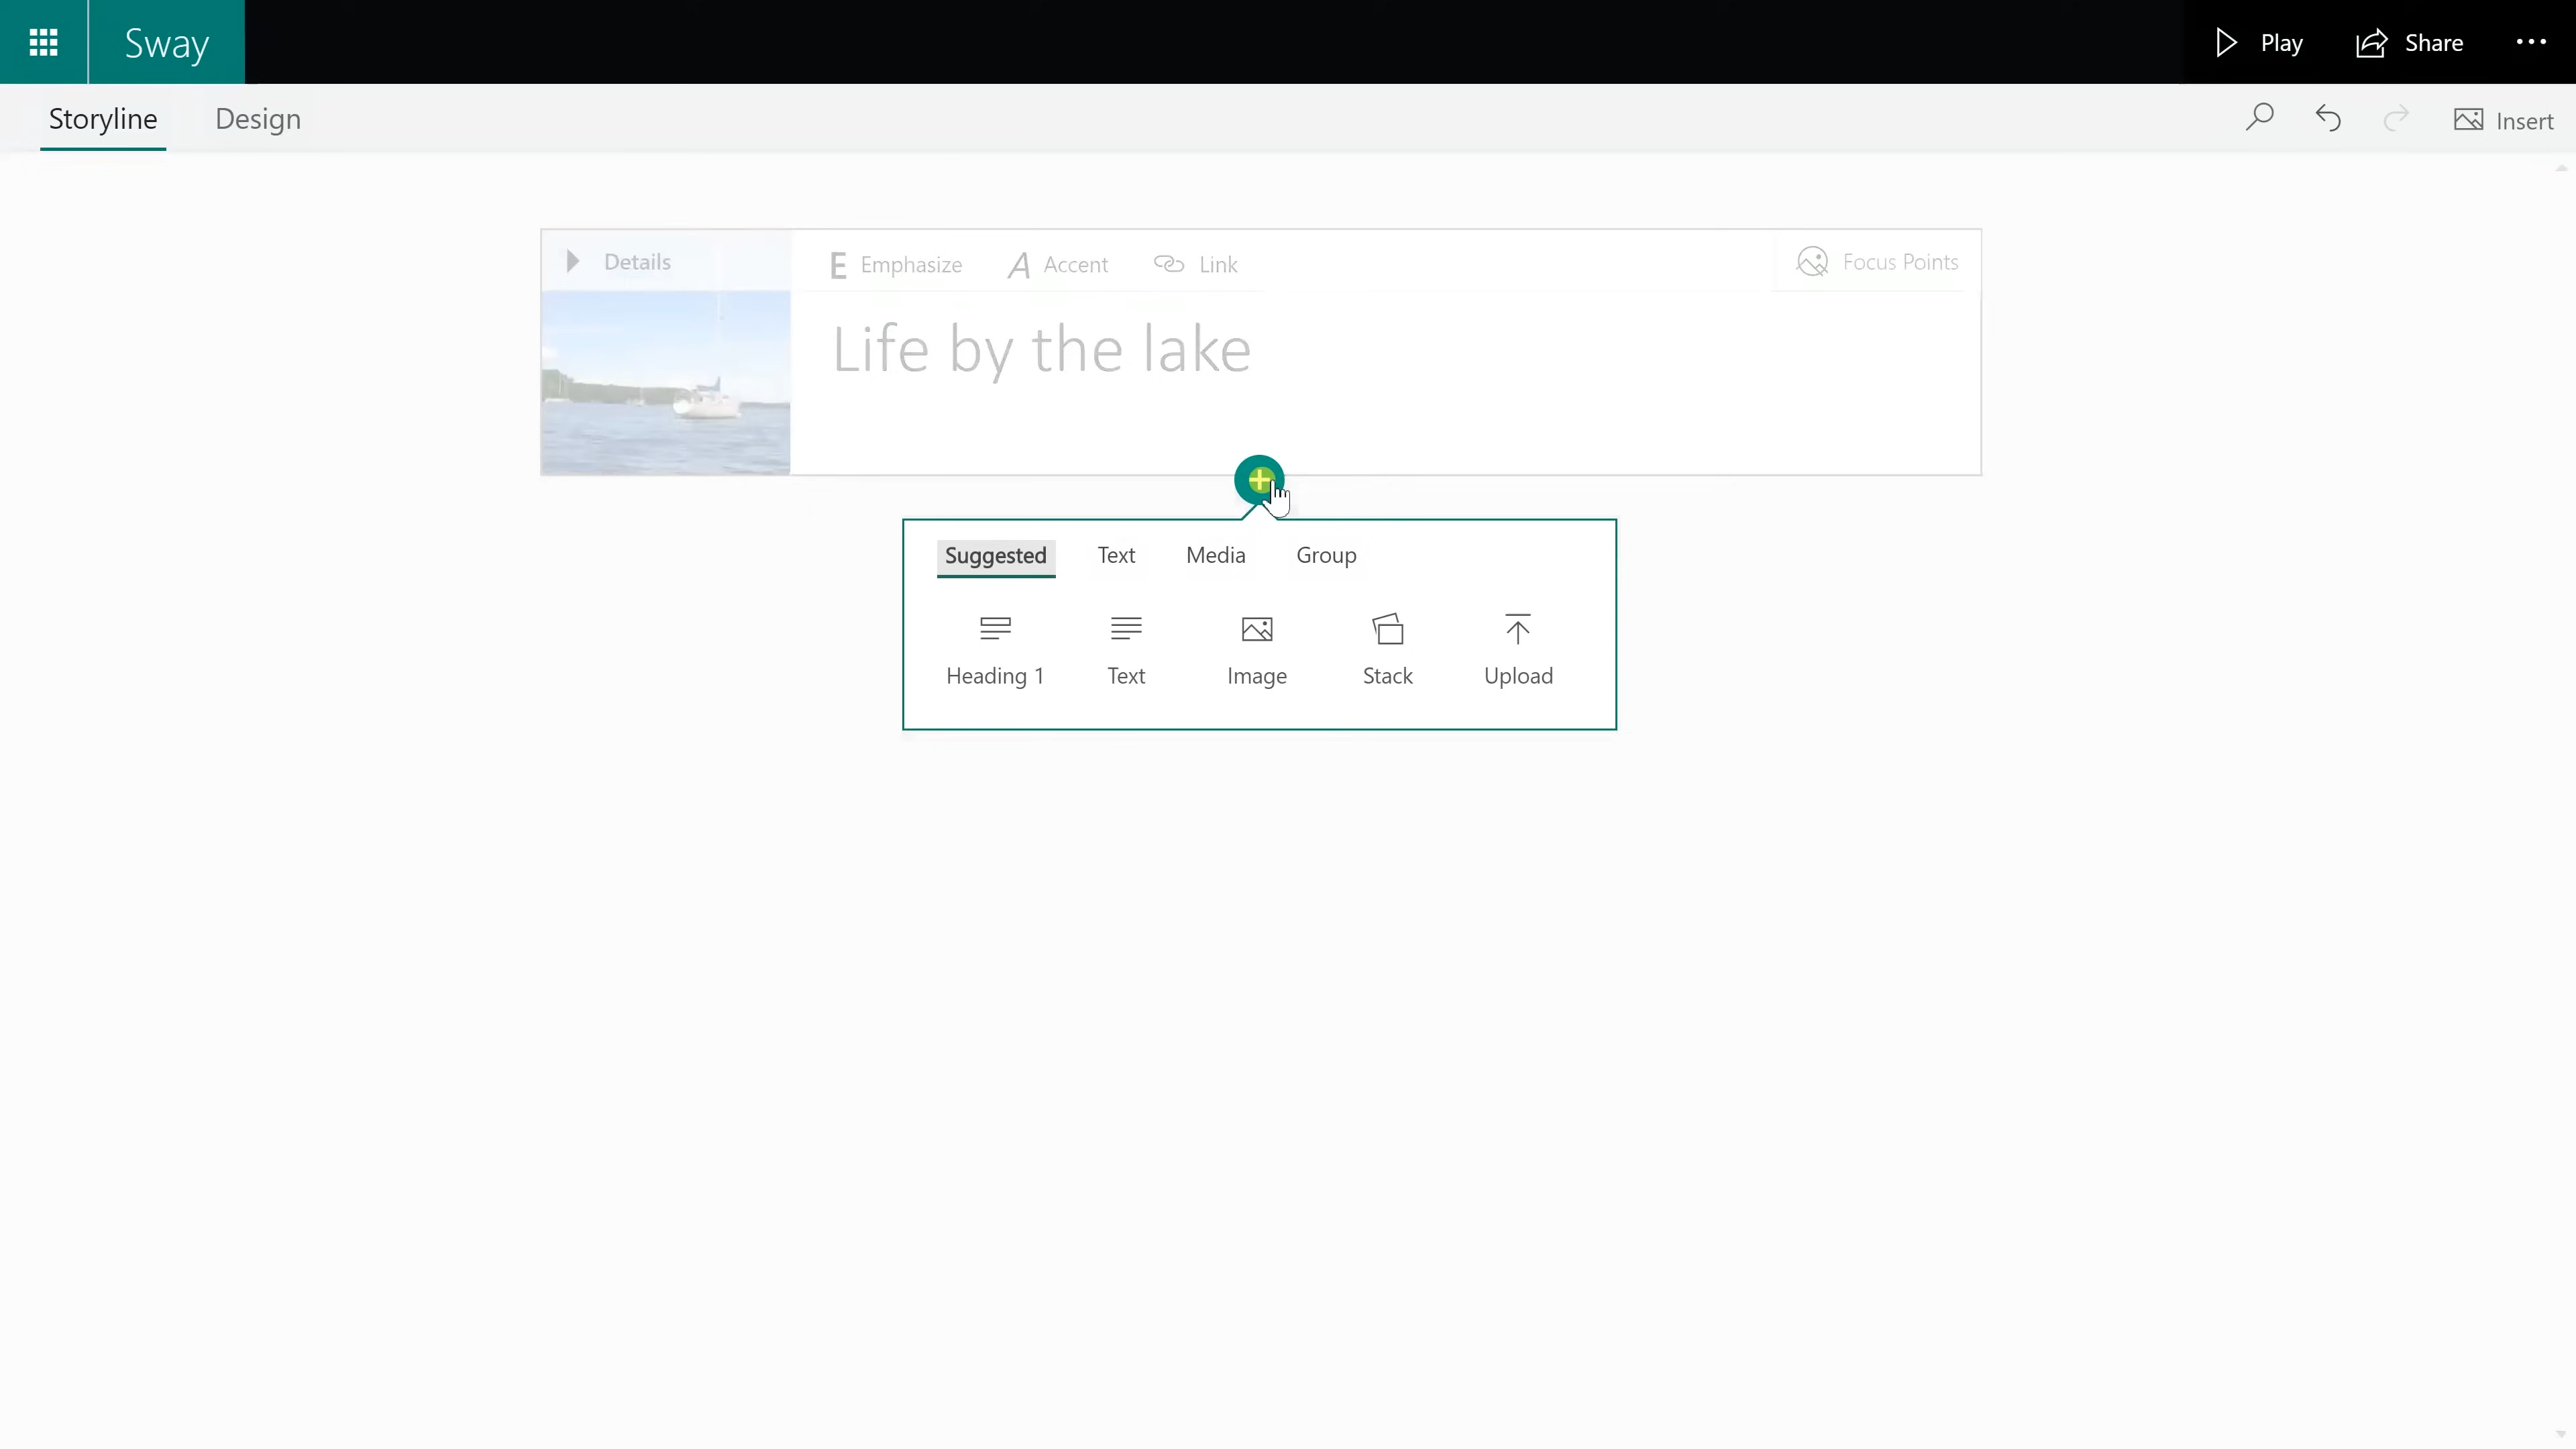 Sway
Play
Share
Storyline
Design
Insert
Details
E Emphasize
A Accent
Link
Focus Points
Life by the lake
Suggested
Text
Media
Group
Heading 1
Text
Image
Stack
Upload